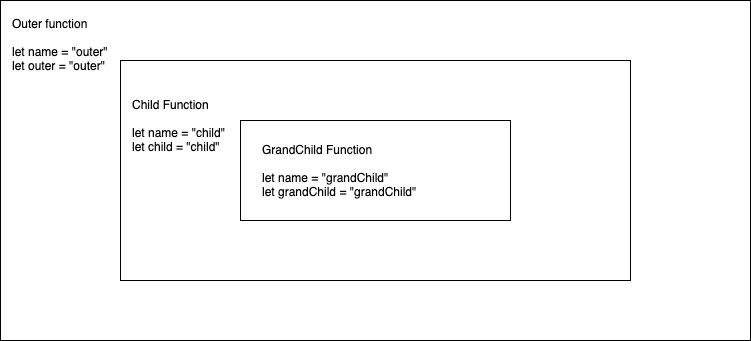 Outer function
let name = "outer"
let outer = "outer"
Child Function
let name = "child"
let child = "child"
GrandChild Function
let name = "grandChild"
let grandChild = "grandChild"